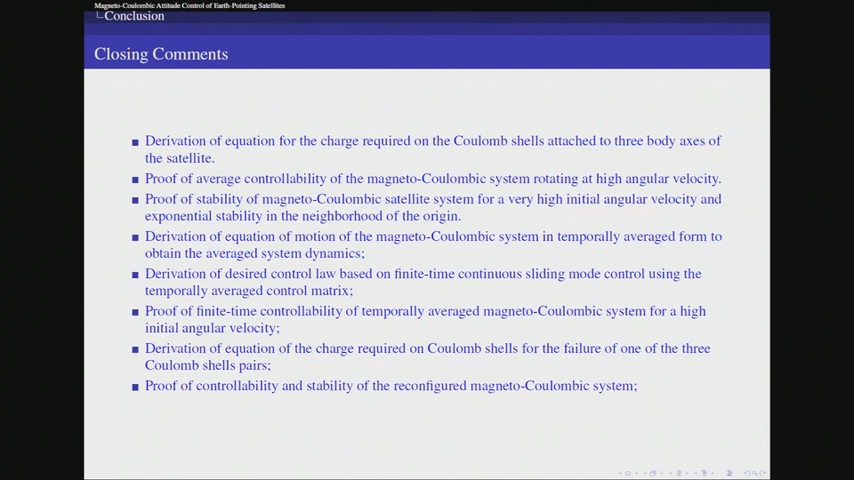 Magneto-Coulombic Attitude Control of Earth-Pointing Satellites
Conclusion
Closing Comments
Derivation of equation for the charge required on the Coulomb shells attached to three body axes of
the satellite.
Proof of average controllability of the magneto-Coulombic system rotating at high angular velocity.
Proof of stability of magneto-Coulombic satellite system for a very high initial angular velocity and
exponential stability in the neighborhood of the origin.
Derivation of equation of motion of the magneto-Coulombic system in temporally averaged form to
obtain the averaged system dynamics;
Derivation of desired control law based on finite-time continuous sliding mode control using the
temporally averaged control matrix;
Proof of finite-time controllability of temporally averaged magneto-Coulombic system for a high
initial angular velocity;
Derivation of equation of the charge required on Coulomb shells for the failure of one of the three
Coulomb shells pairs;
Proof of controllability and stability of the reconfigured magneto-Coulombic system;